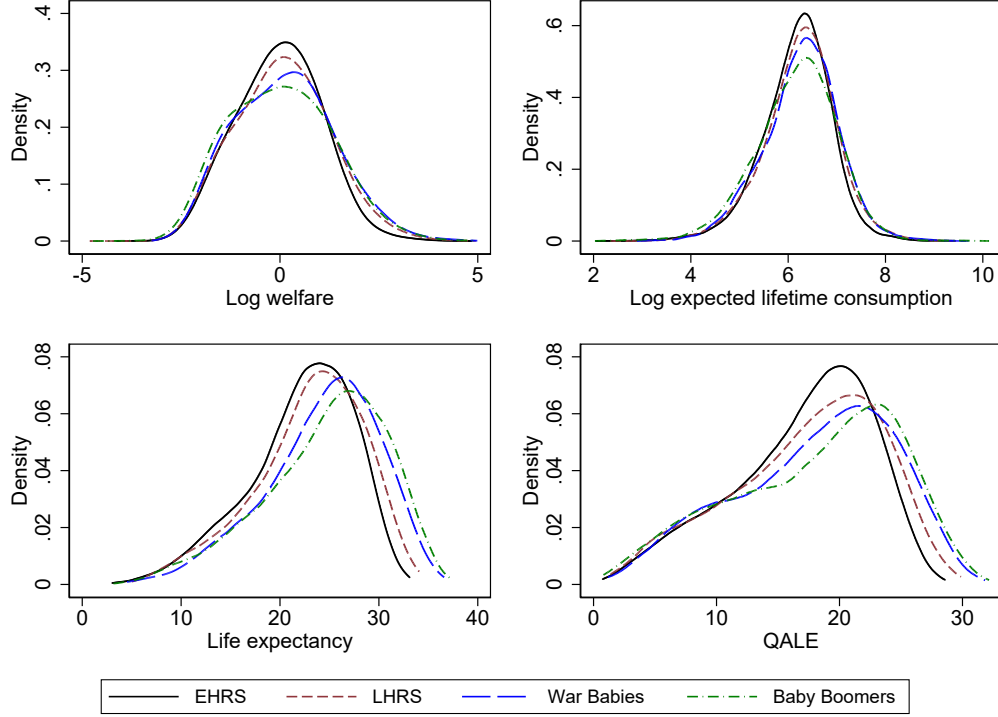 Density
0 .1 .2 .3 .4
-5 0 5
Log welfare
Density
0 .2 .4 .6
2 4 6 8 10
Log expected lifetime consumption
Density
0 .02 .04 .06 .08
0 10 20 30 40
Life expectancy
Density
0 .02 .04 .06 .08
0 10 20 30
QALE
EHRS LHRS War Babies Baby Boomers